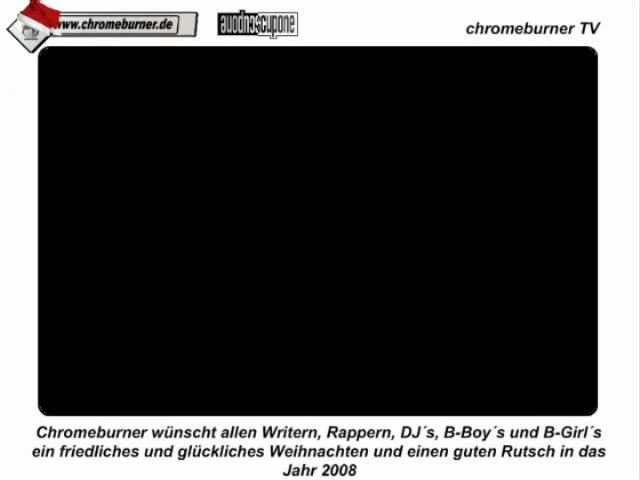 www.chromeburner.de
chromeburner TV
Chromeburner wünscht allen Writern, Rappern, DJ´s, B-Boy´s und B-Girl´s
ein friedliches und glückliches Weihnachten und einen guten Rutsch in das
Jahr 2008